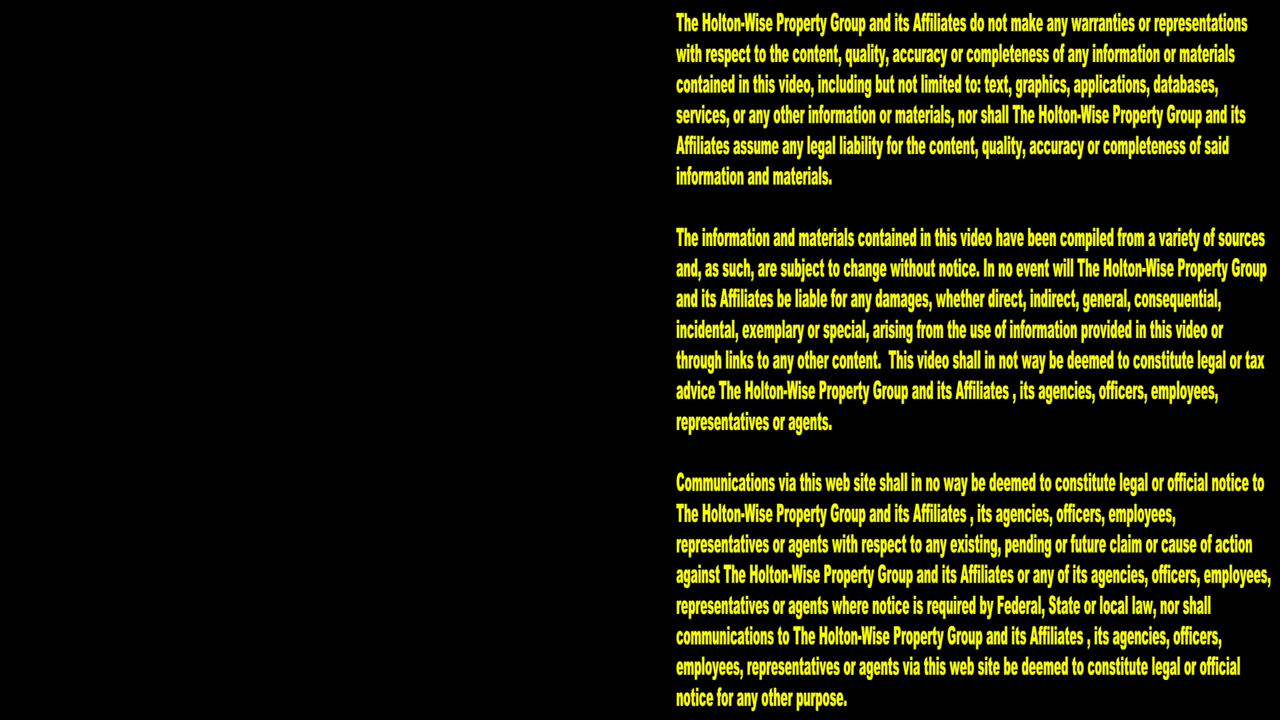 The Holton-Wise Property Group and its Affiliates do not make any warranties or representations
with respect to the content, quality, accuracy or completeness of any information or materials
contained in this video, including but not limited to: text, graphics, applications, databases,
services, or any other information or materials, nor shall The Holton-Wise Property Group and its
Affiliates assume any legal liability for the content, quality, accuracy or completeness of said
information and materials.
The information and materials contained in this video have been compiled from a variety of sources
and, as such, are subject to change without notice. In no event will The Holton-Wise Property Group
and its Affiliates be liable for any damages, whether direct, indirect, general, consequential,
incidental, exemplary or special, arising from the use of information provided in this video or
through links to any other content.  This video shall in not way be deemed to constitute legal or tax
advice The Holton-Wise Property Group and its Affiliates , its agencies, officers, employees,
representatives or agents.
Communications via this web site shall in no way be deemed to constitute legal or official notice to
The Holton-Wise Property Group and its Affiliates , its agencies, officers, employees,
representatives or agents with respect to any existing, pending or future claim or cause of action
against The Holton-Wise Property Group and its Affiliates or any of its agencies, officers, employees,
representatives or agents where notice is required by Federal, State or local law, nor shall
communications to The Holton-Wise Property Group and its Affiliates , its agencies, officers,
employees, representatives or agents via this web site be deemed to constitute legal or official
notice for any other purpose.